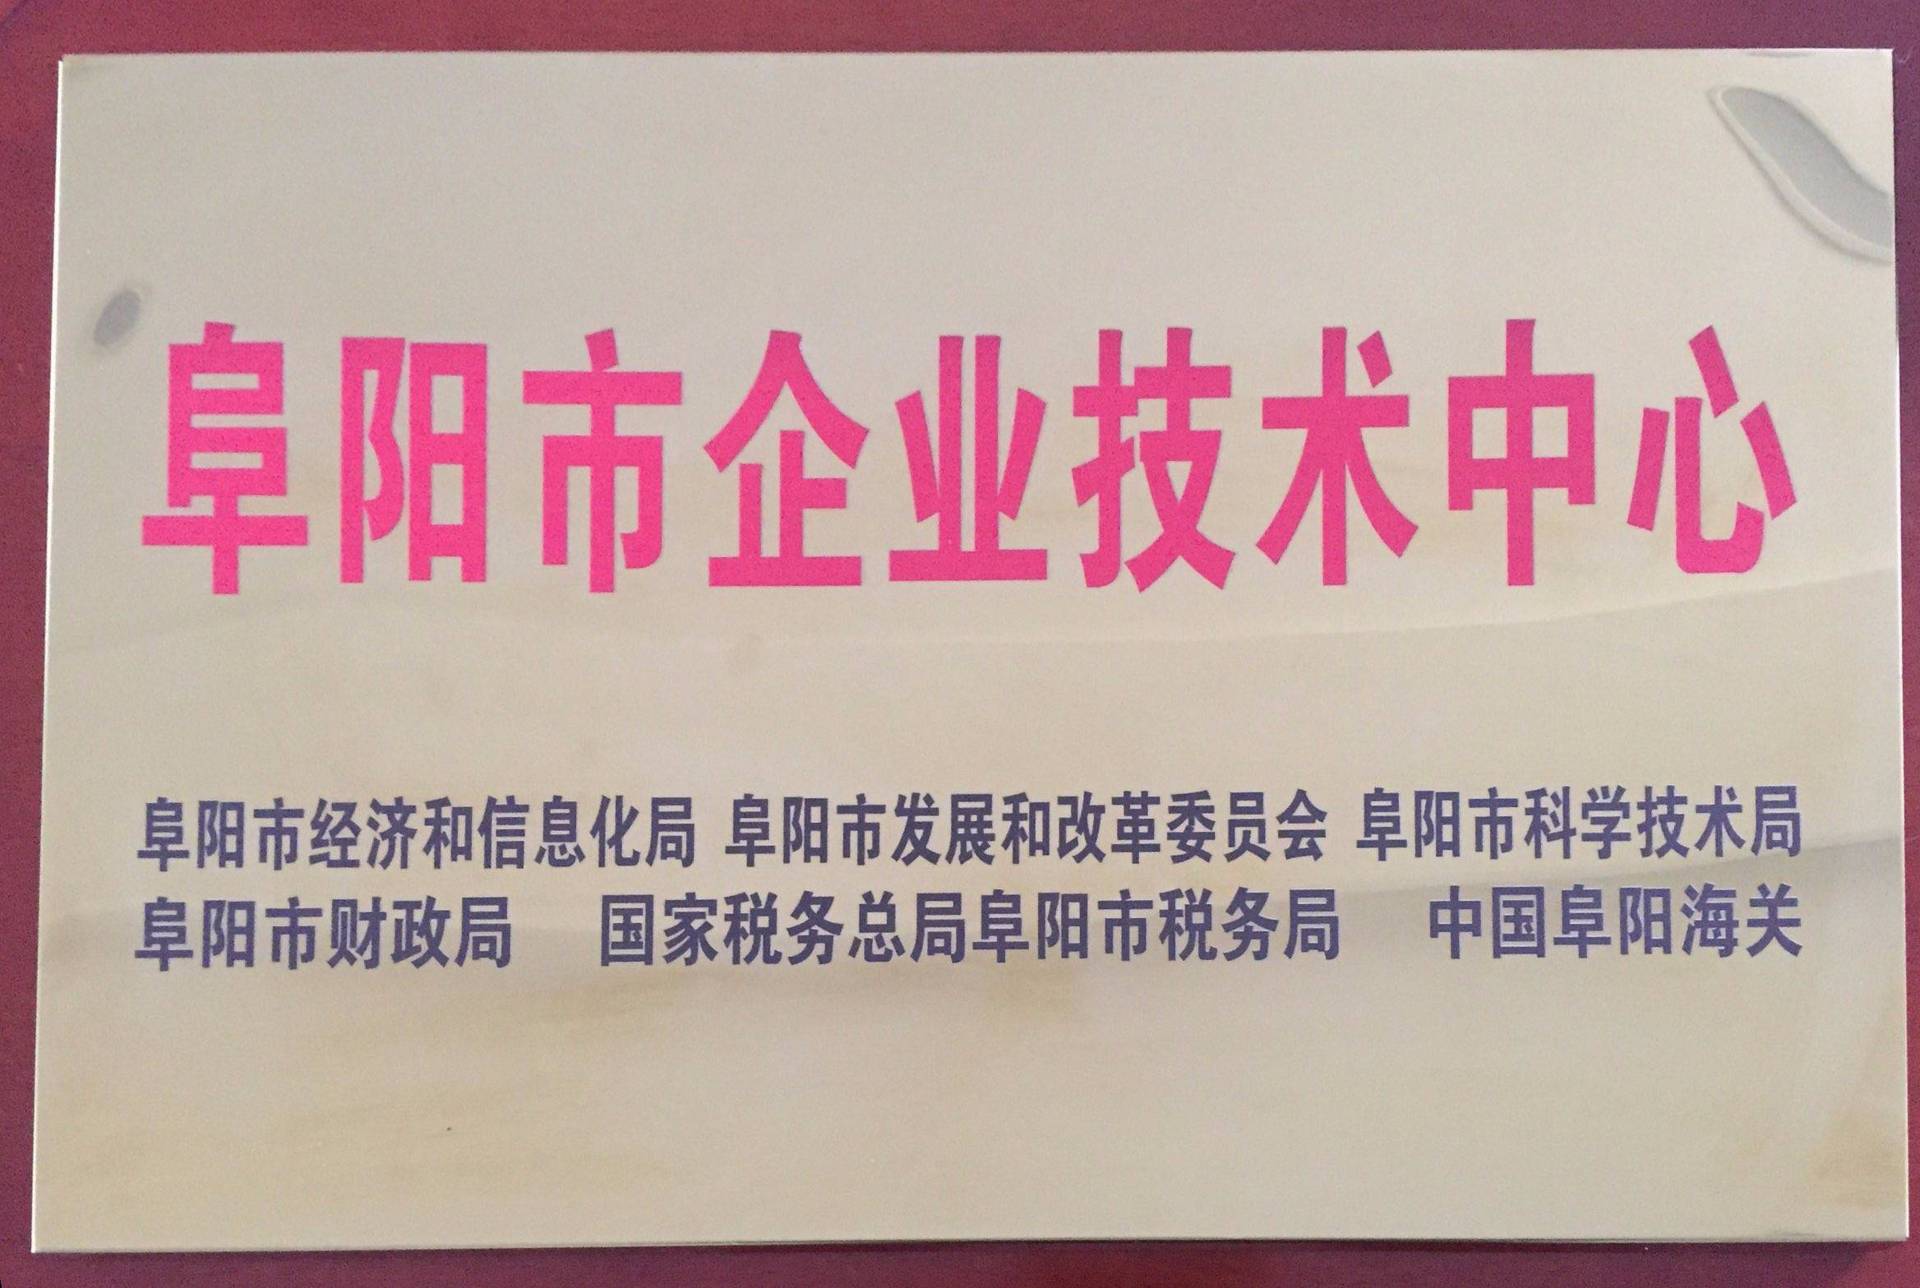 阜阳市企业技术中心
阜阳市经济和信息化局 阜阳市发展和改革委员会 阜阳市科学技术局
阜阳市财政局 国家税务总局阜阳市税务局 中国阜阳海关